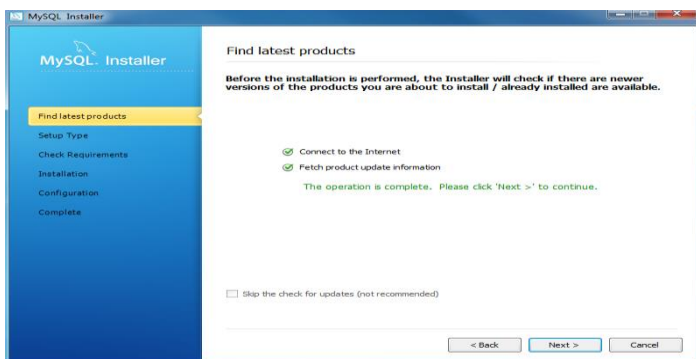 MySQL Installer
MySQL. Installer
Find latest products
Setup Type
Check Requirements
Installation
Configuration
Complete
Find latest products
Before the installation is performed, the Installer will check if there are newer
versions of the products you are about to install / already installed are available.
Connect to the Internet
Fetch product update information
The operation is complete. Please click 'Next >' to continue.
Skip the check for updates (not recommended)
< Back
Next >
Cancel